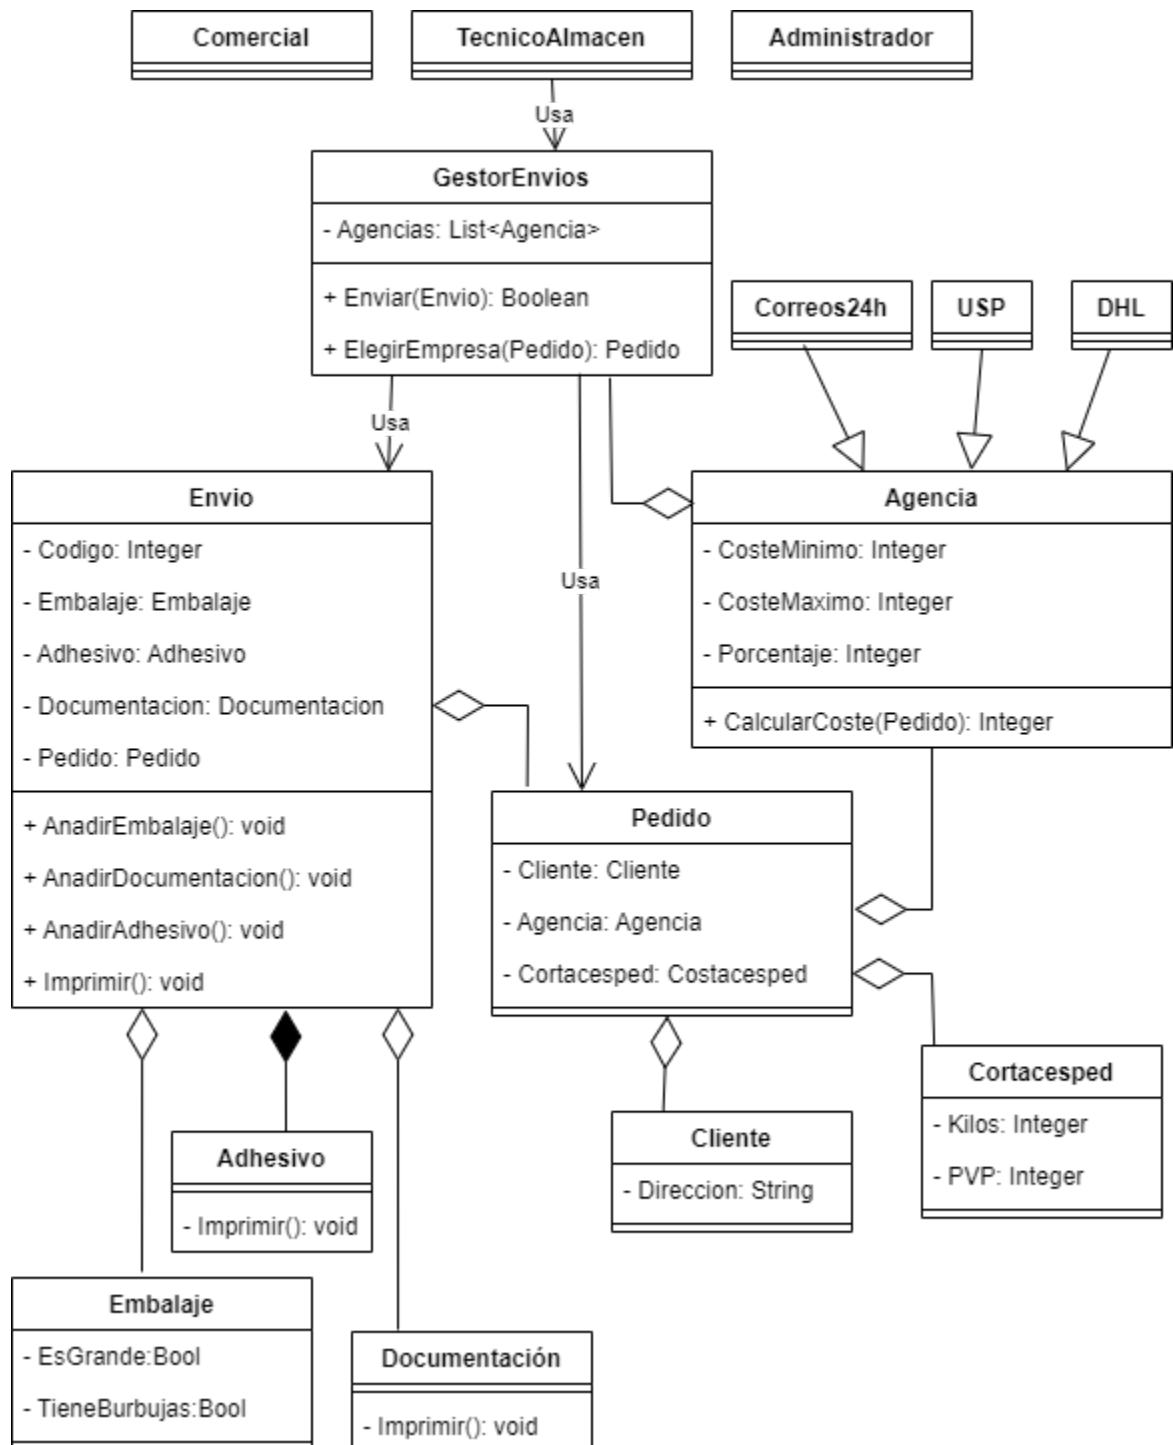 Comercial
TecnicoAlmacen
Administrador
Usa
GestorEnvios
- Agencias: List<Agencia>
+ Enviar(Envio): Boolean
+ ElegirEmpresa(Pedido): Pedido
Correos24h
USP
DHL
Usa
Usa
Envio
- Codigo: Integer
- Embalaje: Embalaje
- Adhesivo: Adhesivo
- Documentacion: Documentacion
- Pedido: Pedido
+ AnadirEmbalaje(): void
+ AnadirDocumentacion(): void
+ AnadirAdhesivo(): void
+ Imprimir(): void
Agencia
- CosteMinimo: Integer
- CosteMaximo: Integer
- Porcentaje: Integer
+ CalcularCoste(Pedido): Integer
Pedido
- Cliente: Cliente
- Agencia: Agencia
- Cortacesped: Costacesped
Adhesivo
- Imprimir(): void
Cliente
- Direccion: String
Cortacesped
- Kilos: Integer
- PVP: Integer
Embalaje
- EsGrande:Bool
- TieneBurbujas:Bool
Documentación
- Imprimir(): void